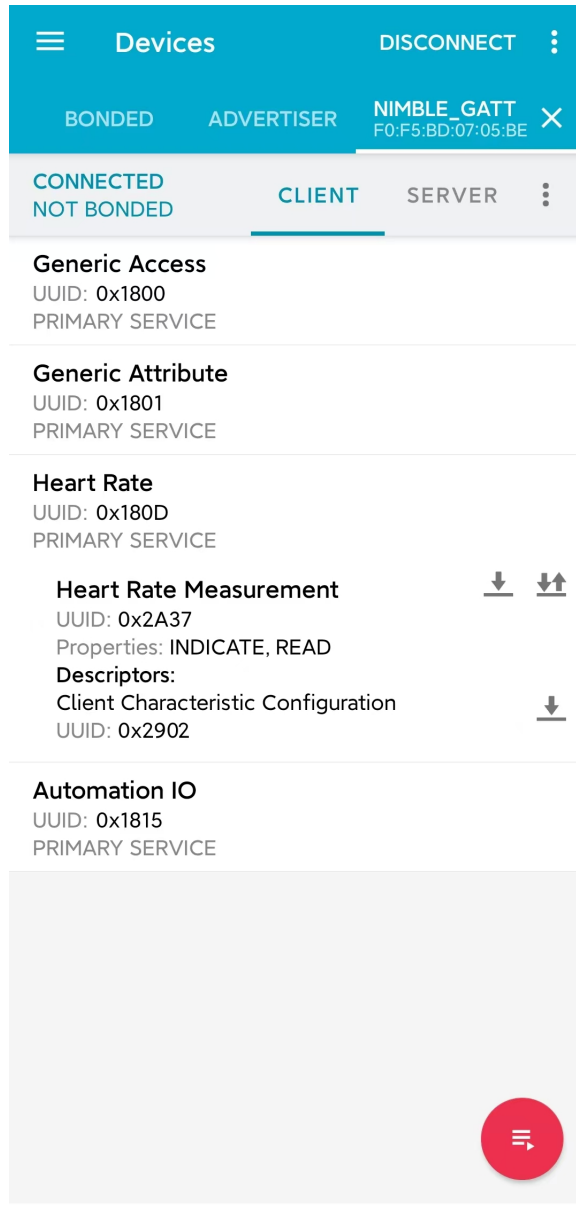 Devices
DISCONNECT
BONDED
ADVERTISER
NIMBLE_GATT
F0:F5:BD:07:05:BE
CONNECTED
NOT BONDED
CLIENT
SERVER
Generic Access
UUID: 0x1800
PRIMARY SERVICE
Generic Attribute
UUID: 0x1801
PRIMARY SERVICE
Heart Rate
UUID: 0x180D
PRIMARY SERVICE
Heart Rate Measurement
UUID: 0x2A37
Properties: INDICATE, READ
Descriptors:
Client Characteristic Configuration
UUID: 0x2902
Automation IO
UUID: 0x1815
PRIMARY SERVICE